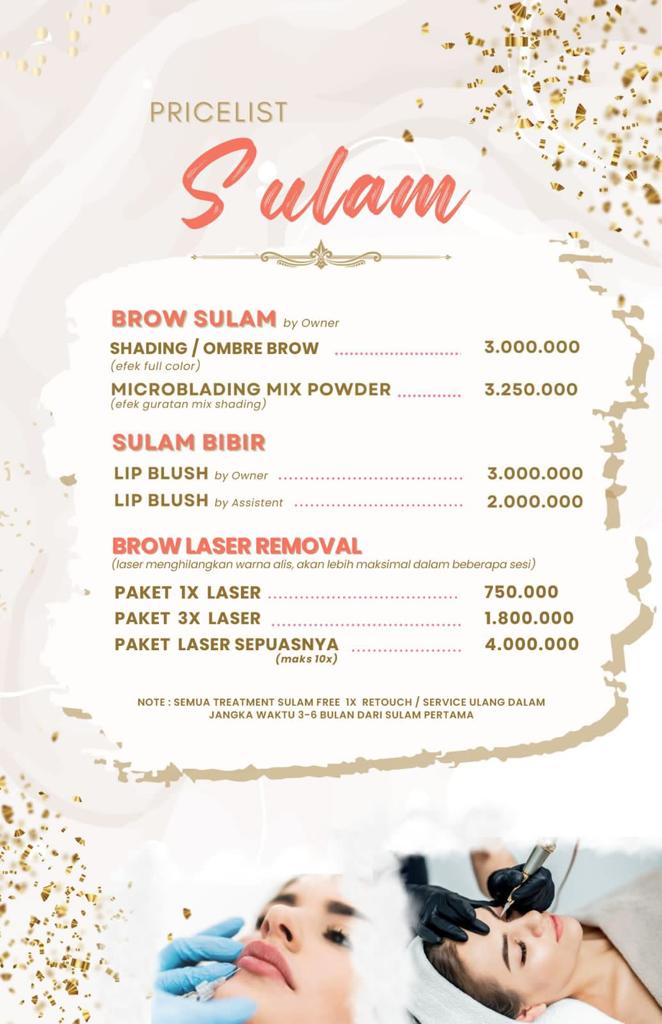 PRICELIST
Sulam
BROW SULAM by Owner
SHADING / OMBRE BROW ........................ 3.000.000
(efek full color)
MICROBLADING MIX POWDER ............ 3.250.000
(efek guratan mix shading)
SULAM BIBIR
LIP BLUSH by Owner ................................... 3.000.000
LIP BLUSH by Assistent ................................ 2.000.000
BROW LASER REMOVAL
(laser menghilangkan warna alis, akan lebih maksimal dalam beberapa sesi)
PAKET 1X LASER ..................................... 750.000
PAKET 3X LASER .................................... 1.800.000
PAKET LASER SEPUASNYA ..................... 4.000.000
(maks 10x)
NOTE : SEMUA TREATMENT SULAM FREE 1X RETOUCH / SERVICE ULANG DALAM
JANGKA WAKTU 3-6 BULAN DARI SULAM PERTAMA